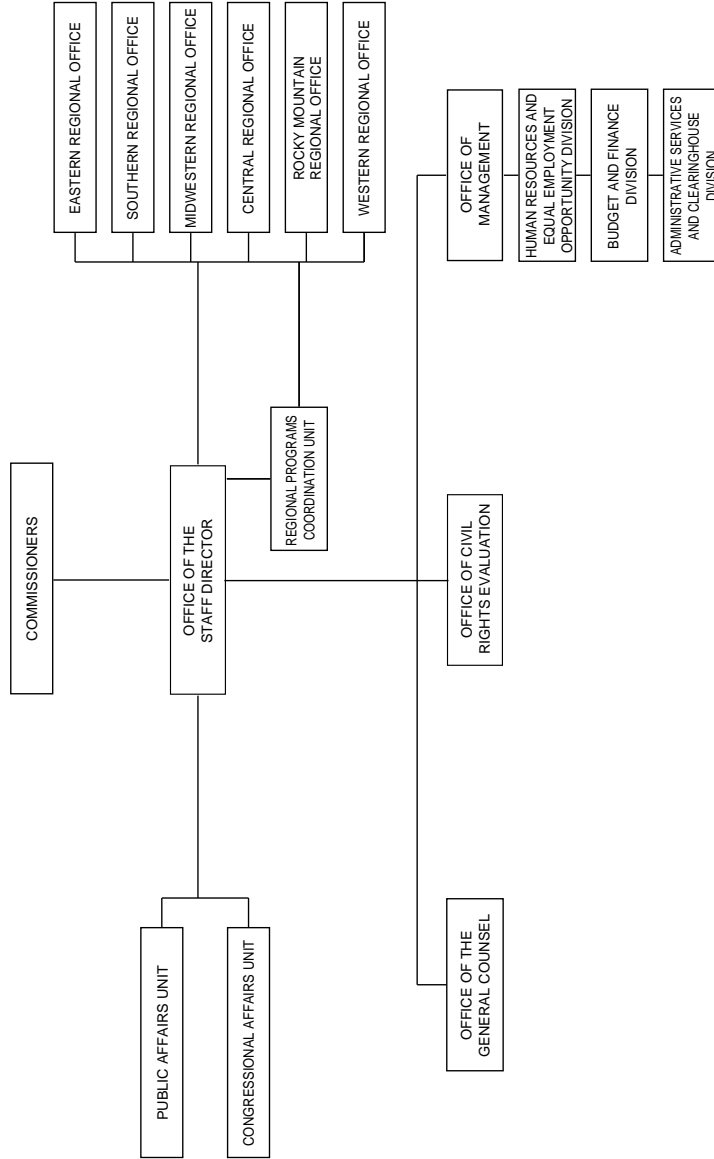 COMMISSIONERS
PUBLIC AFFAIRS UNIT
CONGRESSIONAL AFFAIRS UNIT
OFFICE OF THE
STAFF DIRECTOR
REGIONAL PROGRAMS
COORDINATION UNIT
EASTERN REGIONAL OFFICE
SOUTHERN REGIONAL OFFICE
MIDWESTERN REGIONAL OFFICE
CENTRAL REGIONAL OFFICE
ROCKY MOUNTAIN
REGIONAL OFFICE
WESTERN REGIONAL OFFICE
OFFICE OF THE
GENERAL COUNSEL
OFFICE OF CIVIL
RIGHTS EVALUATION
OFFICE OF
MANAGEMENT
HUMAN RESOURCES AND
EQUAL EMPLOYMENT
OPPORTUNITY DIVISION
BUDGET AND FINANCE
DIVISION
ADMINISTRATIVE SERVICES
AND CLEARINGHOUSE
DIVISION